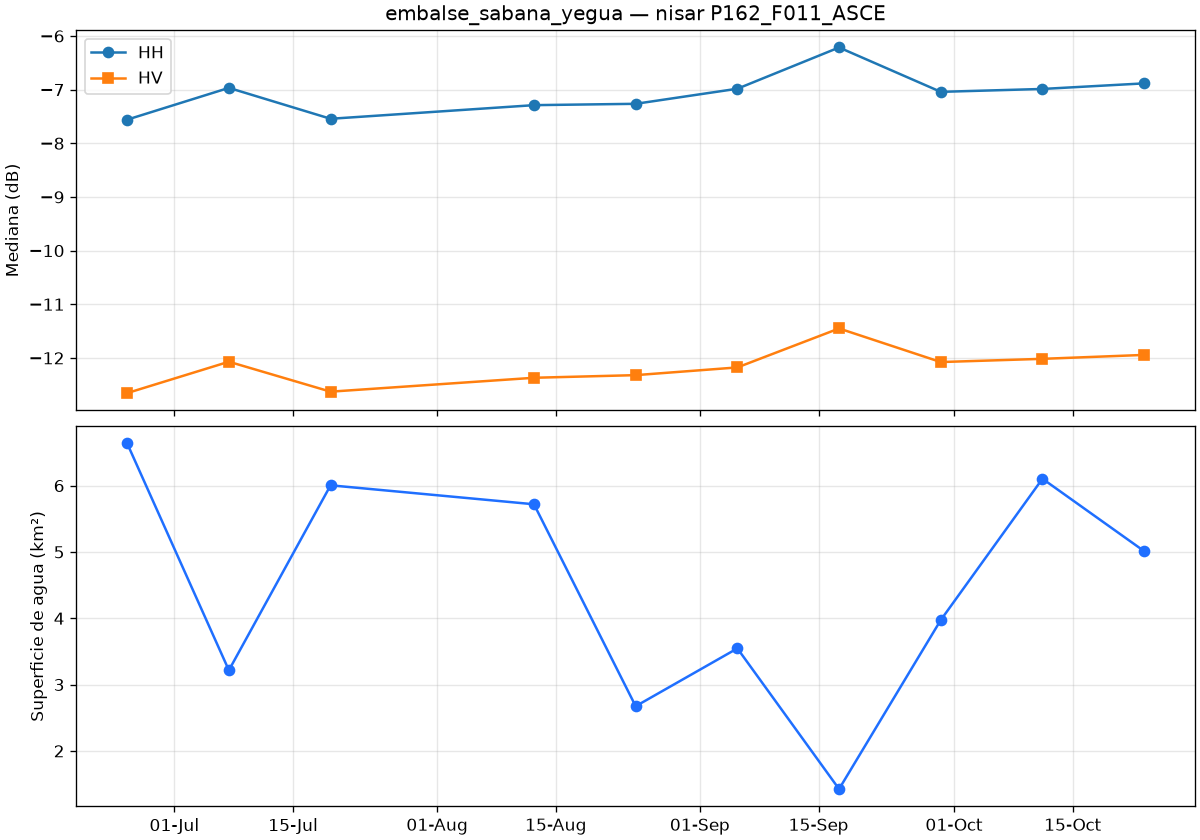 embalse_sabana_yegua — nisar P162_F011_ASCE
HH
HV
Mediana (dB)
−6
−7
−8
−9
−10
−11
−12
Superficie de agua (km²)
6
5
4
3
2
01-Jul
15-Jul
01-Aug
15-Aug
01-Sep
15-Sep
01-Oct
15-Oct